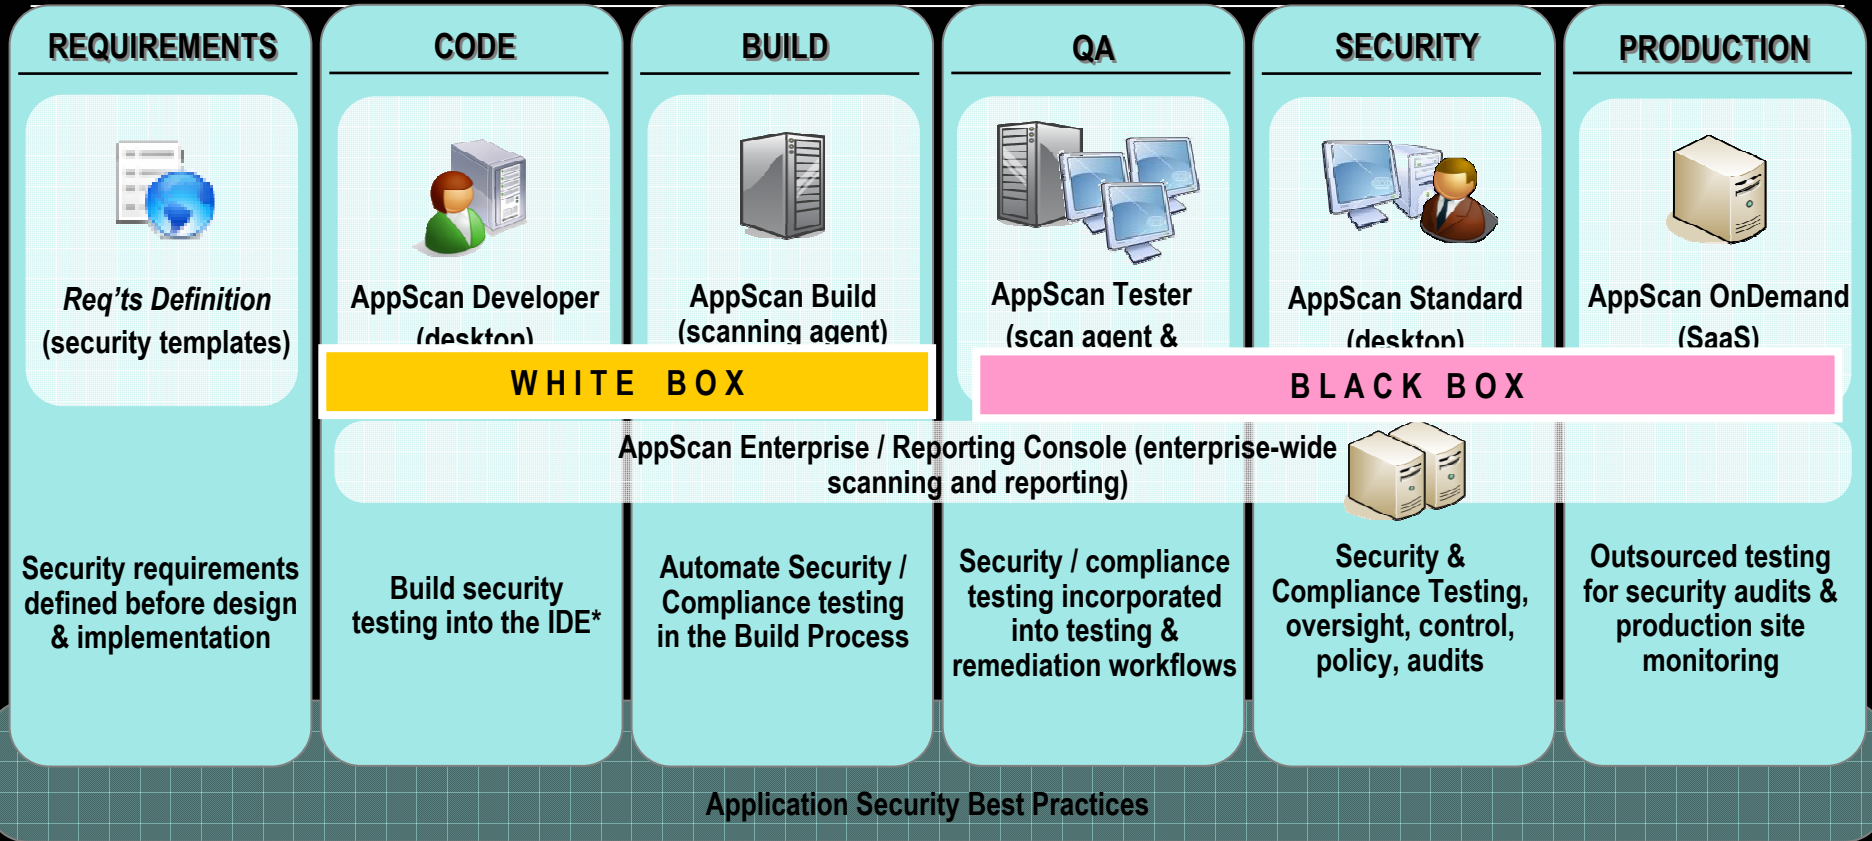 REQUIREMENTS
CODE
BUILD
QA
SECURITY
PRODUCTION
Req'ts Definition
(security templates)
AppScan Developer
(desktop)
AppScan Build
(scanning agent)
AppScan Tester
(scan agent &
AppScan Standard
(desktop)
AppScan OnDemand
(SaaS)
WHITE BOX
BLACK BOX
AppScan Enterprise / Reporting Console (enterprise-wide
scanning and reporting)
Security requirements
defined before design
& implementation
Build security
testing into the IDE*
Automate Security /
Compliance testing
in the Build Process
Security / compliance
testing incorporated
into testing &
remediation workflows
Security &
Compliance Testing,
oversight, control,
policy, audits
Outsourced testing
for security audits &
production site
monitoring
Application Security Best Practices